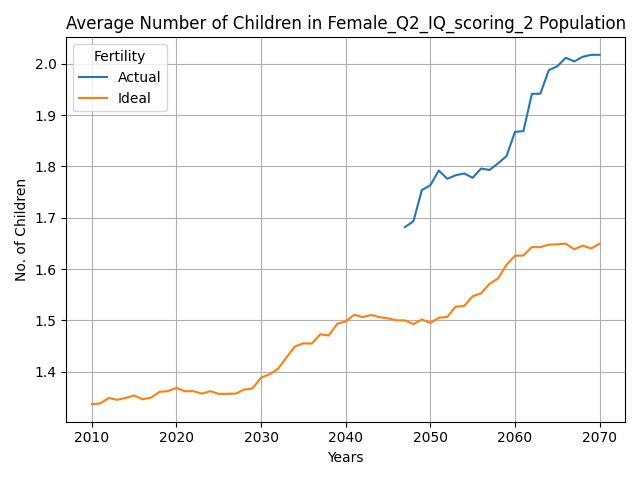 Average Number of Children in Female_Q2_IQ_scoring_2 Population
Fertility
Actual
Ideal
No. of Children
2.0
1.9
1.8
1.7
1.6
1.5
1.4
2010 2020 2030 2040 2050 2060 2070
Years